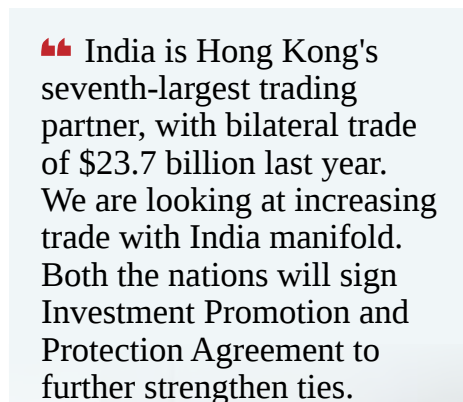 ❝ India is Hong Kong's
seventh-largest trading
partner, with bilateral trade
of $23.7 billion last year.
We are looking at increasing
trade with India manifold.
Both the nations will sign
Investment Promotion and
Protection Agreement to
further strengthen ties.